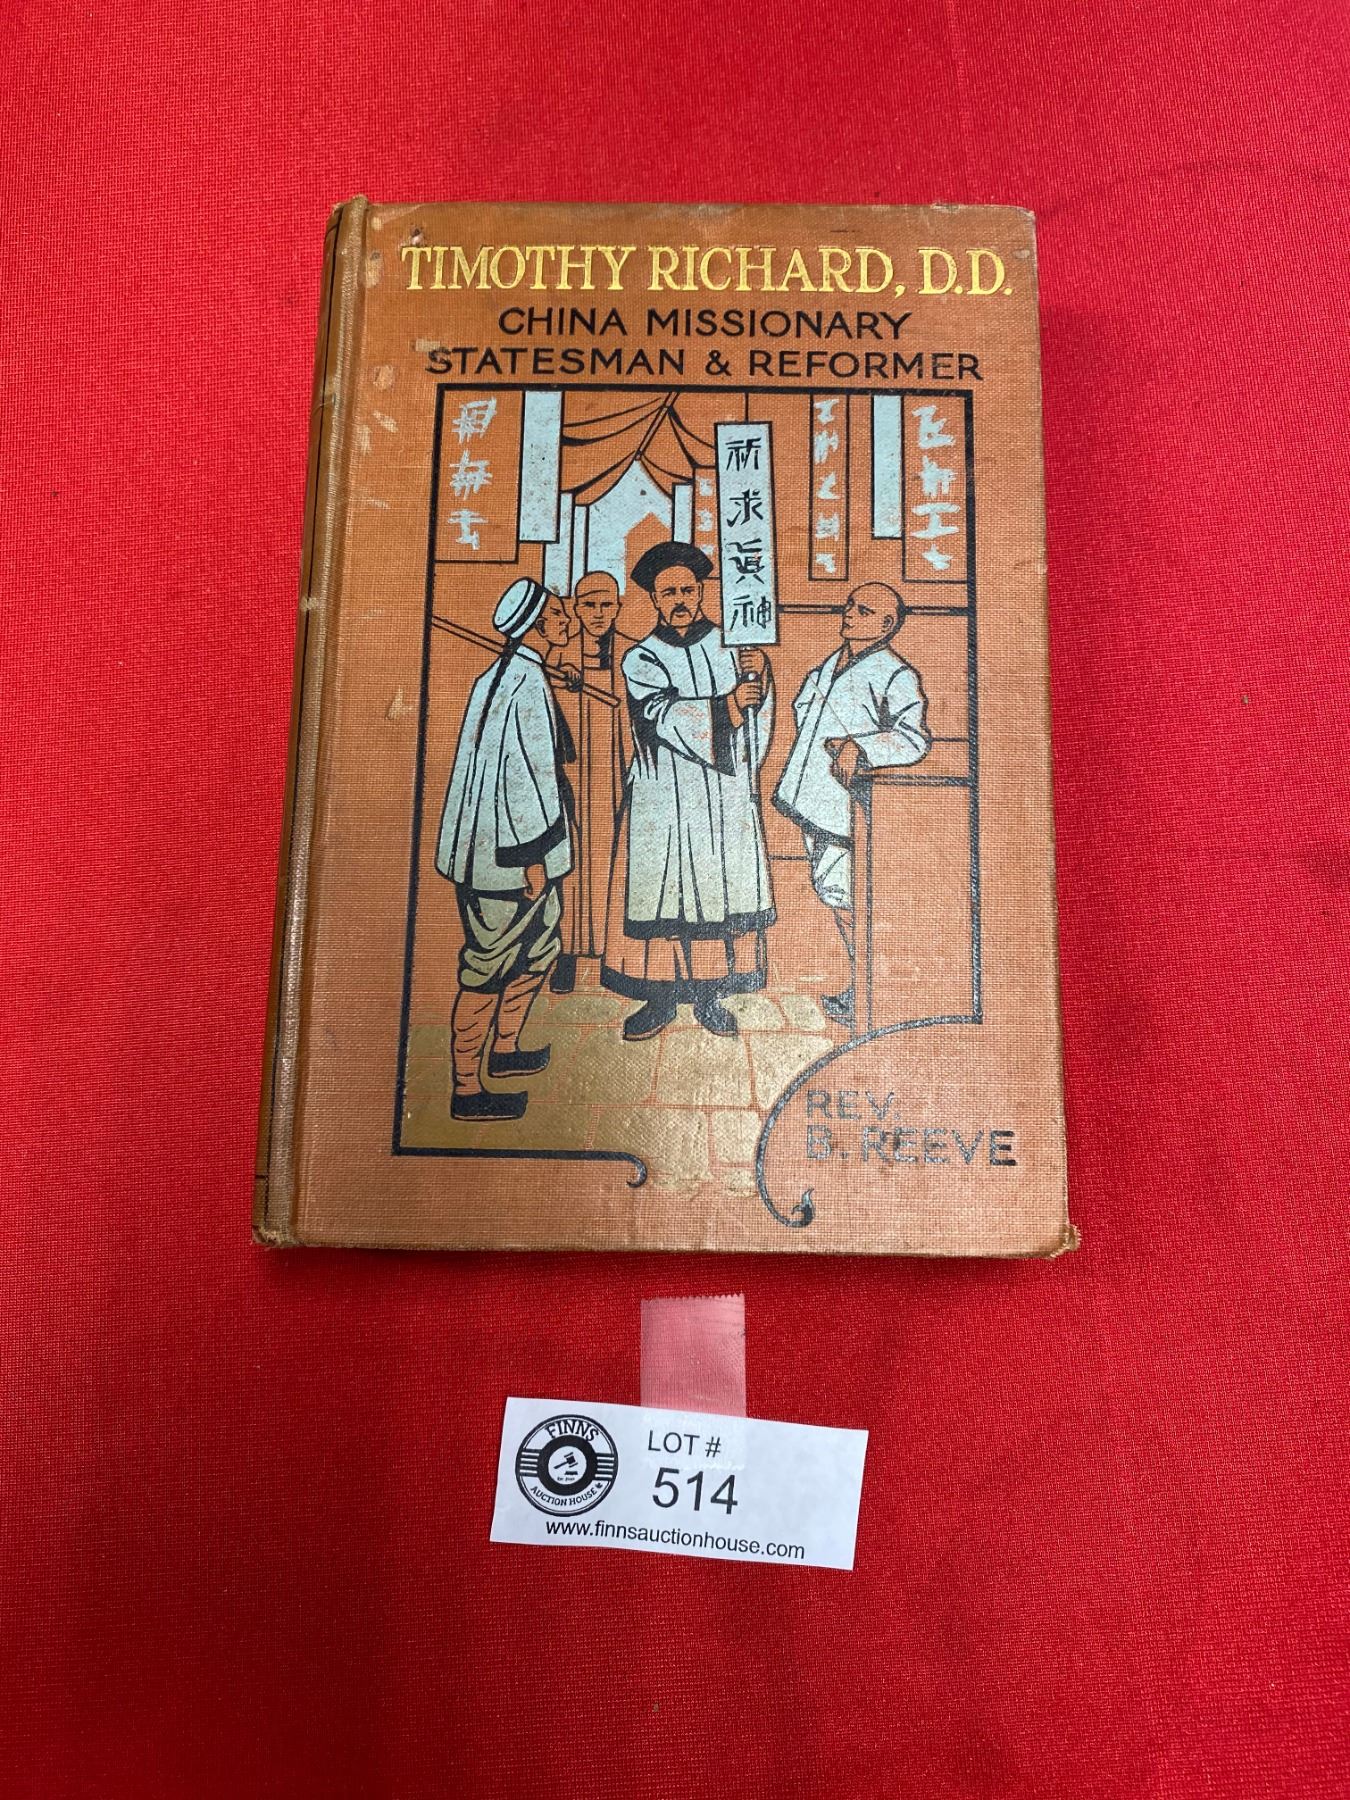 TIMOTHY RICHARD, D.D.
CHINA MISSIONARY
STATESMAN & REFORMER
祈求眞神
REV.
B. REEVE
FINNS
AUCTION HOUSE
LOT #
514
www.finnsauctionhouse.com